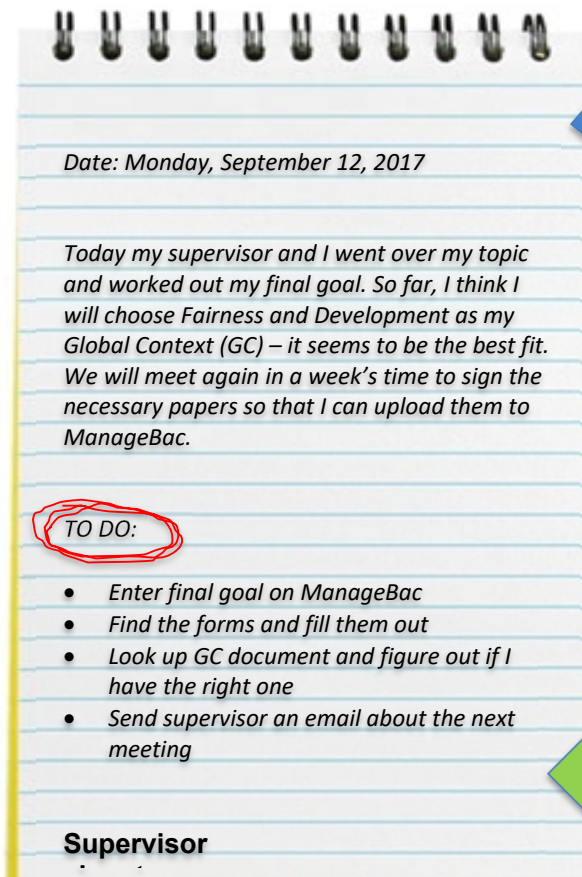 Date: Monday, September 12, 2017
Today my supervisor and I went over my topic
and worked out my final goal. So far, I think I
will choose Fairness and Development as my
Global Context (GC) – it seems to be the best fit.
We will meet again in a week's time to sign the
necessary papers so that I can upload them to
ManageBac.
TO DO:
• Enter final goal on ManageBac
• Find the forms and fill them out
• Look up GC document and figure out if I
have the right one
• Send supervisor an email about the next
meeting
Supervisor